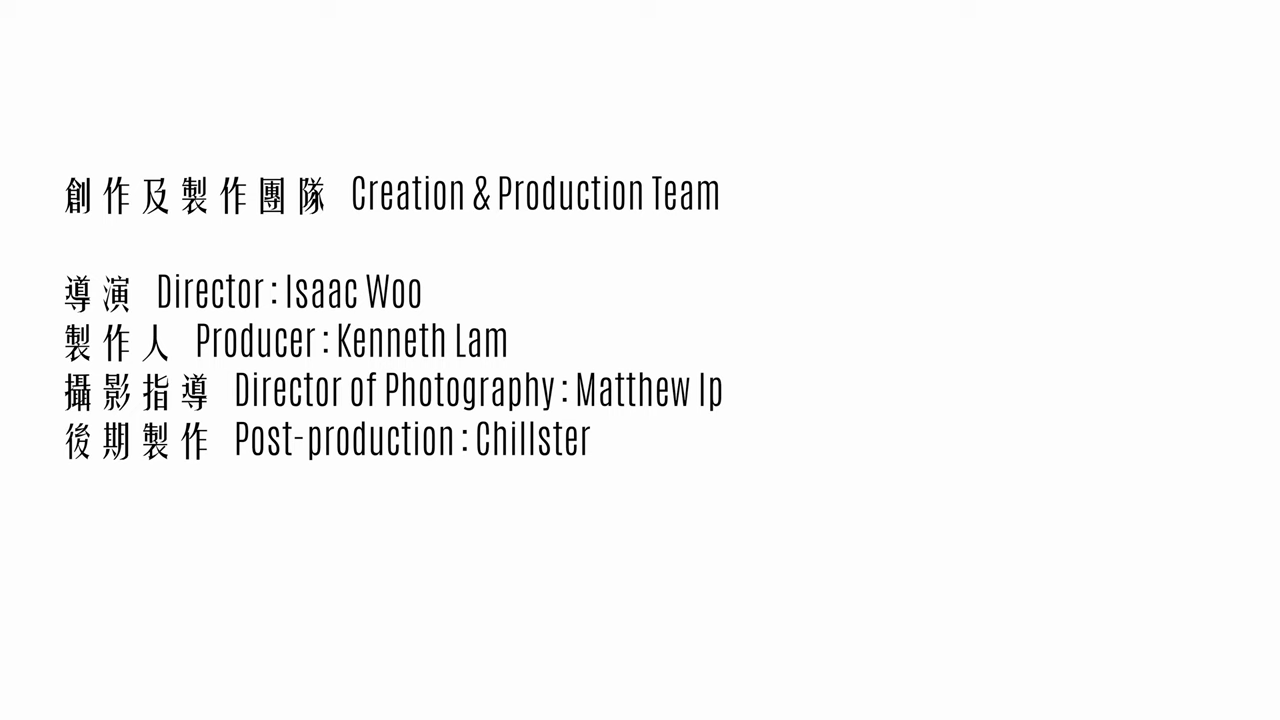 創作及製作團隊 Creation & Production Team
導演 Director : Isaac Woo
製作人 Producer : Kenneth Lam
攝影指導 Director of Photography : Matthew Ip
後期製作 Post-production : Chillster